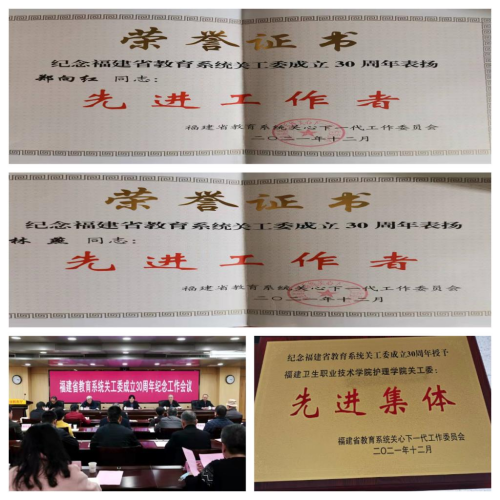 荣誉证书
纪念福建省教育系统关工委成立30周年表扬
郑向红 同志:
先进工作者
福建省教育系统关心下一代工作委员会
二〇二一年十二月
荣誉证书
纪念福建省教育系统关工委成立30周年表扬
林 同志:
先进工作者
福建省教育系统关心下一代工作委员会
二〇二一年十二月
福建省教育系统关工委成立30周年纪念工作会议
纪念福建省教育系统关工委成立30周年授予
福建卫生职业技术学院护理学院关工委:
先进集体
福建省教育系统关心下一代工作委员会
二〇二一年十二月